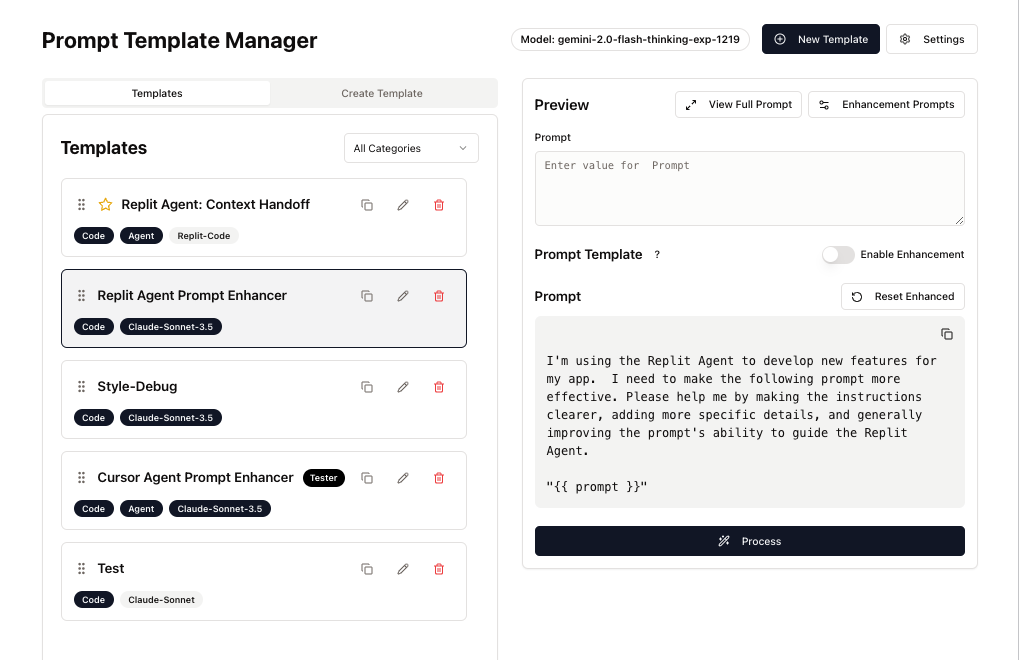 Prompt Template Manager
Model: gemini-2.0-flash-thinking-exp-1219
New Template
Settings
Templates
Create Template
Templates
All Categories
Replit Agent: Context Handoff
Code
Agent
Replit-Code
Replit Agent Prompt Enhancer
Code
Claude-Sonnet-3.5
Style-Debug
Code
Claude-Sonnet-3.5
Cursor Agent Prompt Enhancer
Tester
Code
Agent
Claude-Sonnet-3.5
Test
Code
Claude-Sonnet
Preview
View Full Prompt
Enhancement Prompts
Prompt
Enter value for  Prompt
Prompt Template ?
Enable Enhancement
Prompt
Reset Enhanced
I'm using the Replit Agent to develop new features for
my app.  I need to make the following prompt more
effective. Please help me by making the instructions
clearer, adding more specific details, and generally
improving the prompt's ability to guide the Replit
Agent.
"{{ prompt }}"
Process